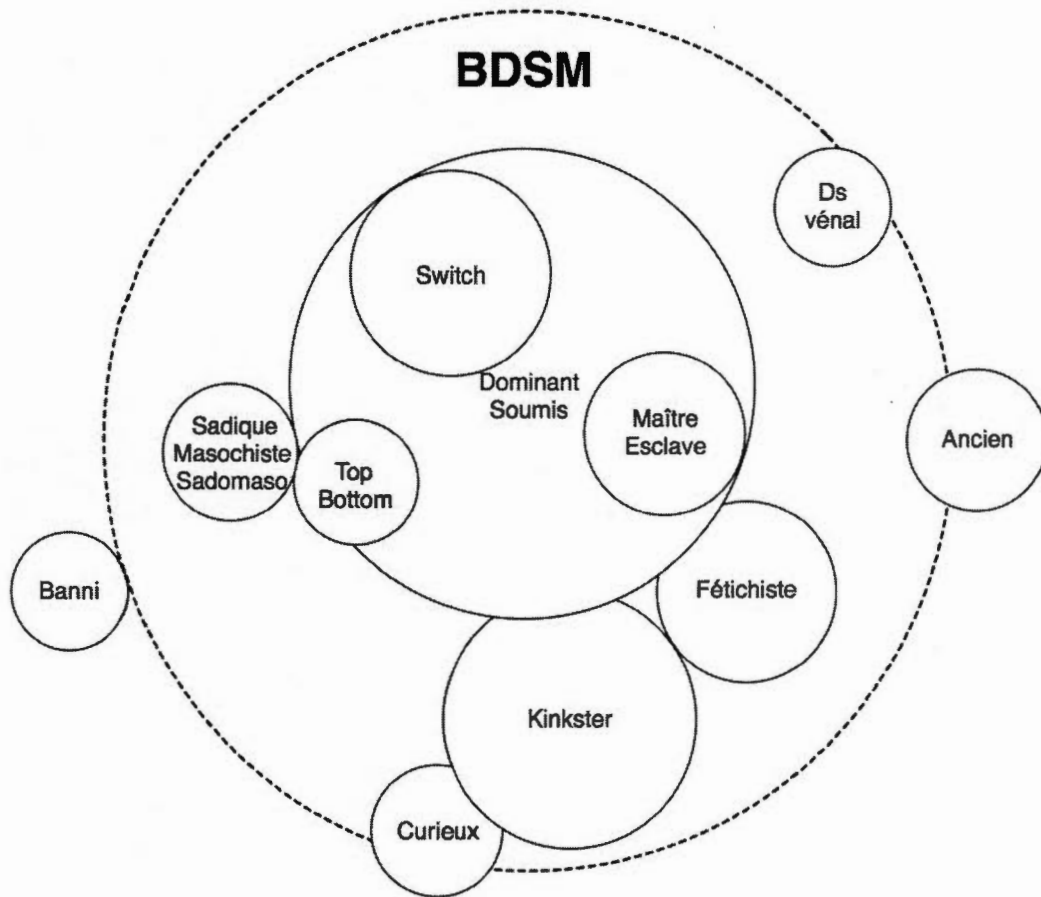 BDSM
Ds
vénal
Switch
Dominant
Soumis
Maître
Esclave
Ancien
Sadique
Masochiste
Sadomaso
Top
Bottom
Banni
Fétichiste
Kinkster
Curieux